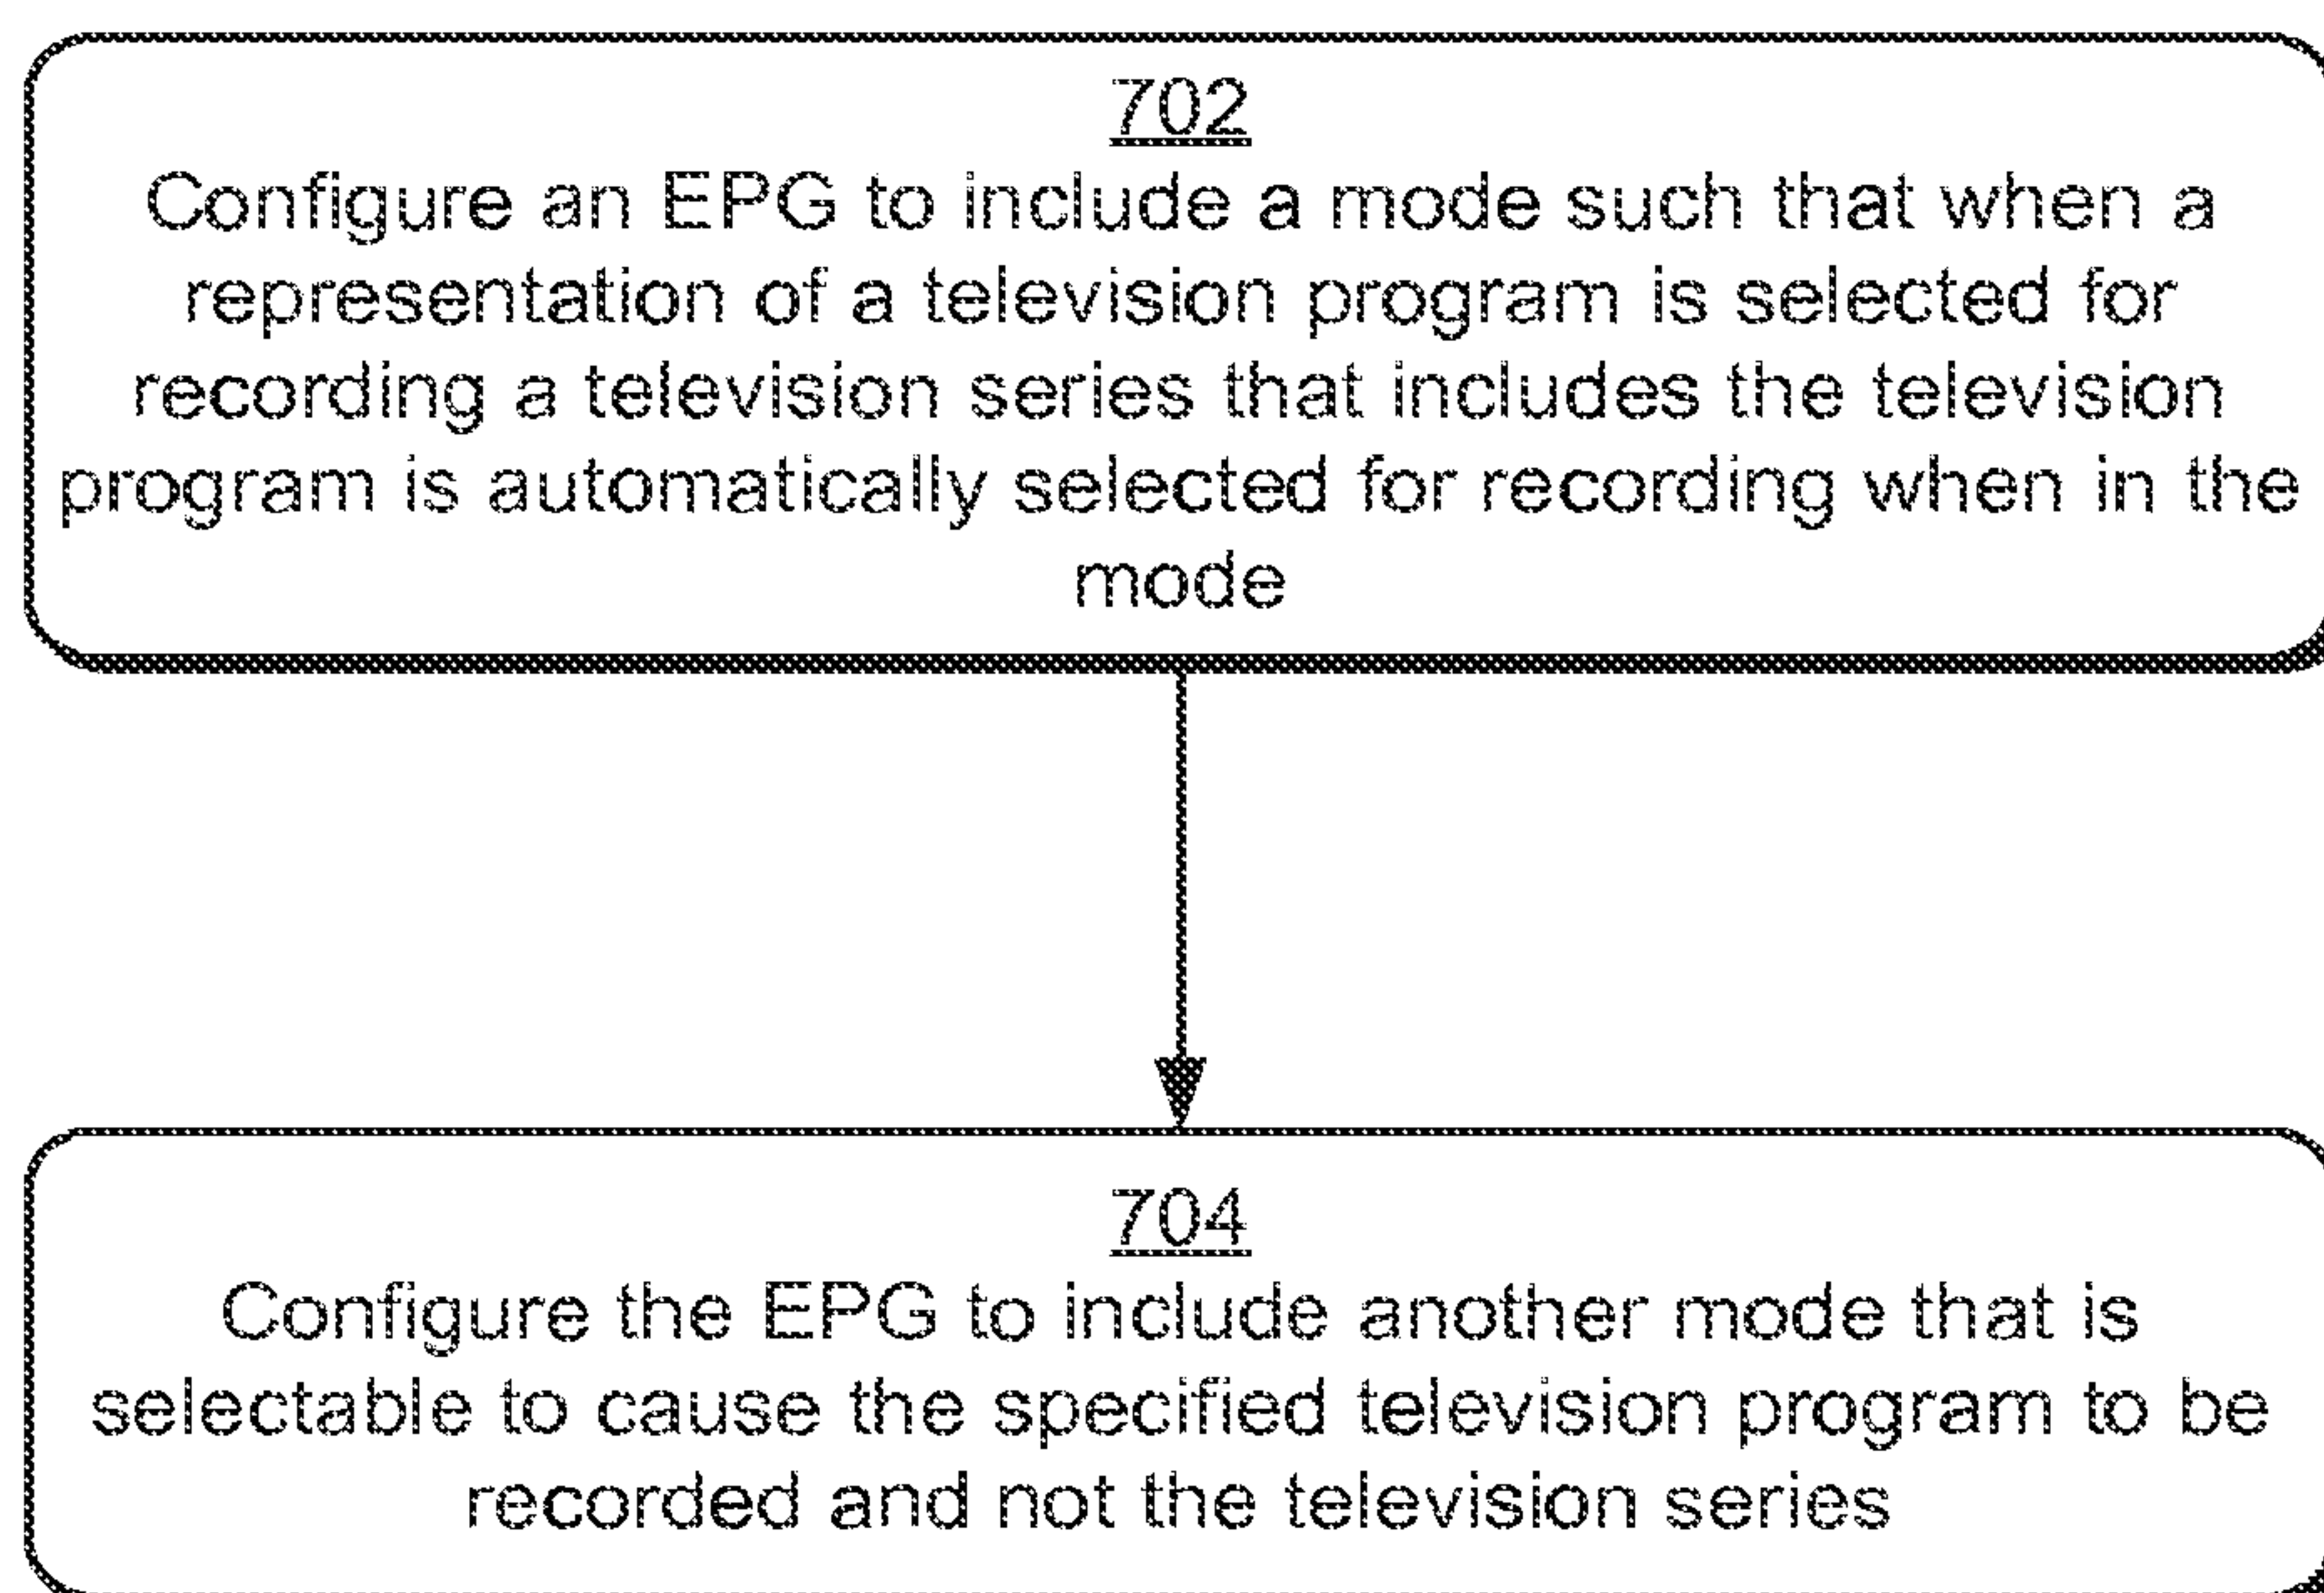 702
Configure an EPG to include a mode such that when a
representation of a television program is selected for
recording a television series that includes the television
program is automatically selected for recording when in the
mode
704
Configure the EPG to include another mode that is
selectable to cause the specified television program to be
recorded and not the television series